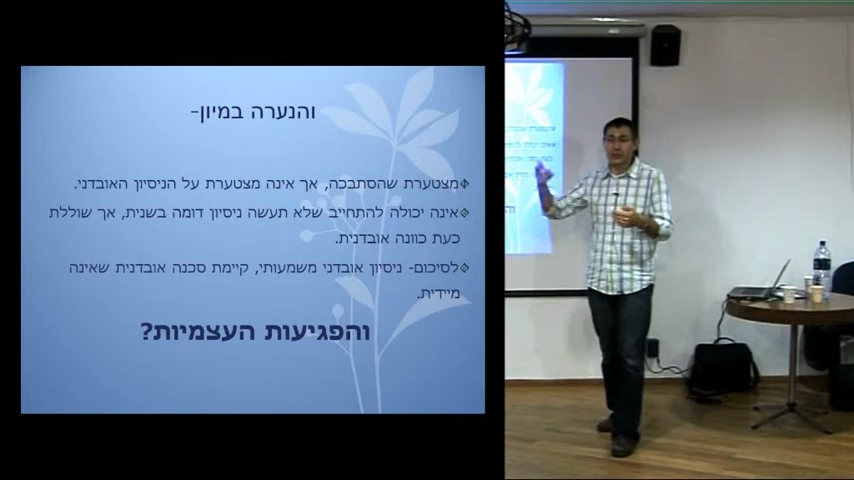 והנערה במיון-
מצטערת שהסתבכה, אך אינה מצטערת על הניסיון האובדני.
אינה יכולה להתחייב שלא תעשה ניסיון דומה בשנית, אך שוללת
כעת כוונה אובדנית.
לסיכום- ניסיון אובדני משמעותי, קיימת סכנה אובדנית שאינה
מיידית.
והפגיעות העצמיות?